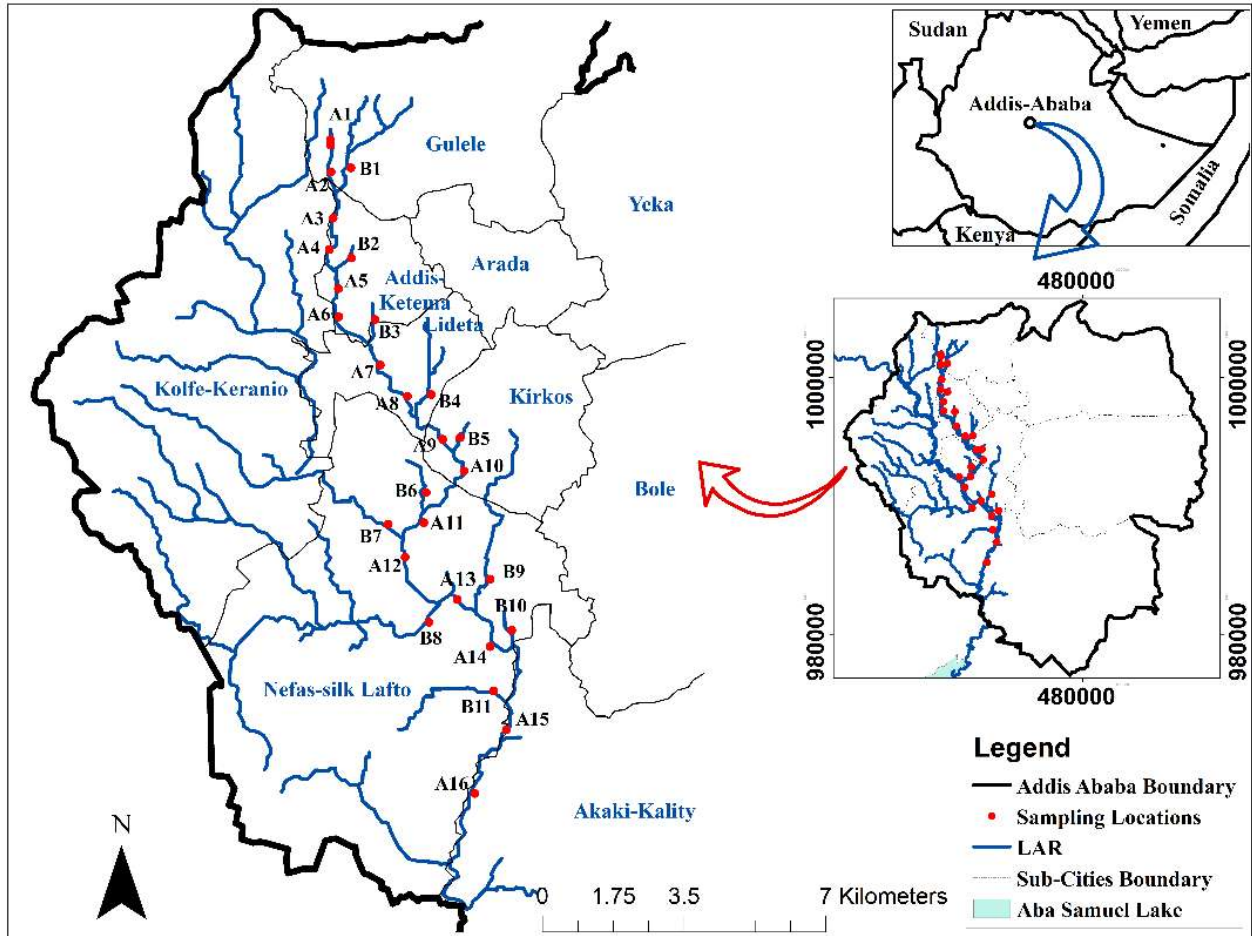 Sudan
Yemen
Addis-Ababa
Somalia
Kenya
A1
Gulele
B1
A2
Yeka
A3
A4
B2
Arada
A5
Addis-
Ketema
A6
B3
Lideta
A7
Kolfe-Keranio
A8
B4
Kirkos
A9
B5
A10
Bole
B6
A11
B7
A12
A13
B9
B10
B8
A14
Nefas-silk Lafto
B11
A15
A16
Akaki-Kality
480000
1000000
1000000
980000
980000
480000
Legend
Addis Ababa Boundary
Sampling Locations
LAR
Sub-Cities Boundary
Aba Samuel Lake
N
0 1.75 3.5 7 Kilometers